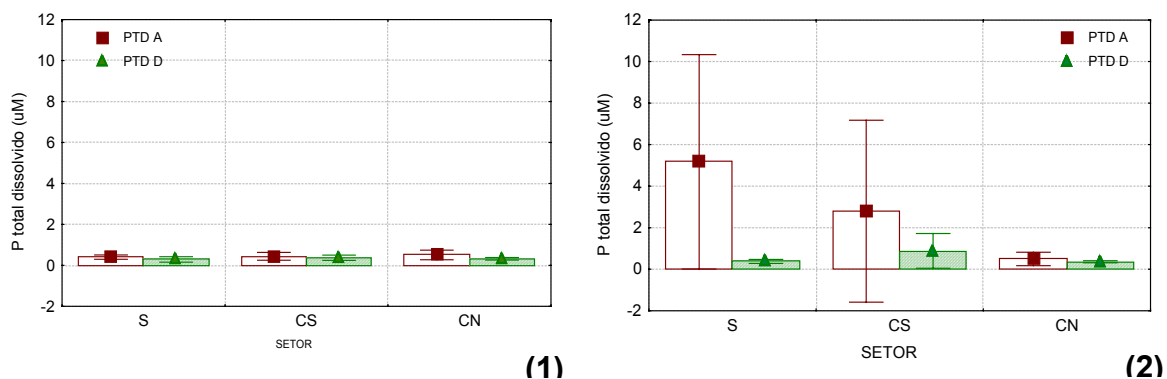 12
10
8
6
4
2
0
-2
P total dissolvido (uM)
PTD A
PTD D
S
CS
CN
SETOR
(1)
12
10
8
6
4
2
0
-2
P total dissolvido (uM)
PTD A
PTD D
S
CS
CN
SETOR
(2)